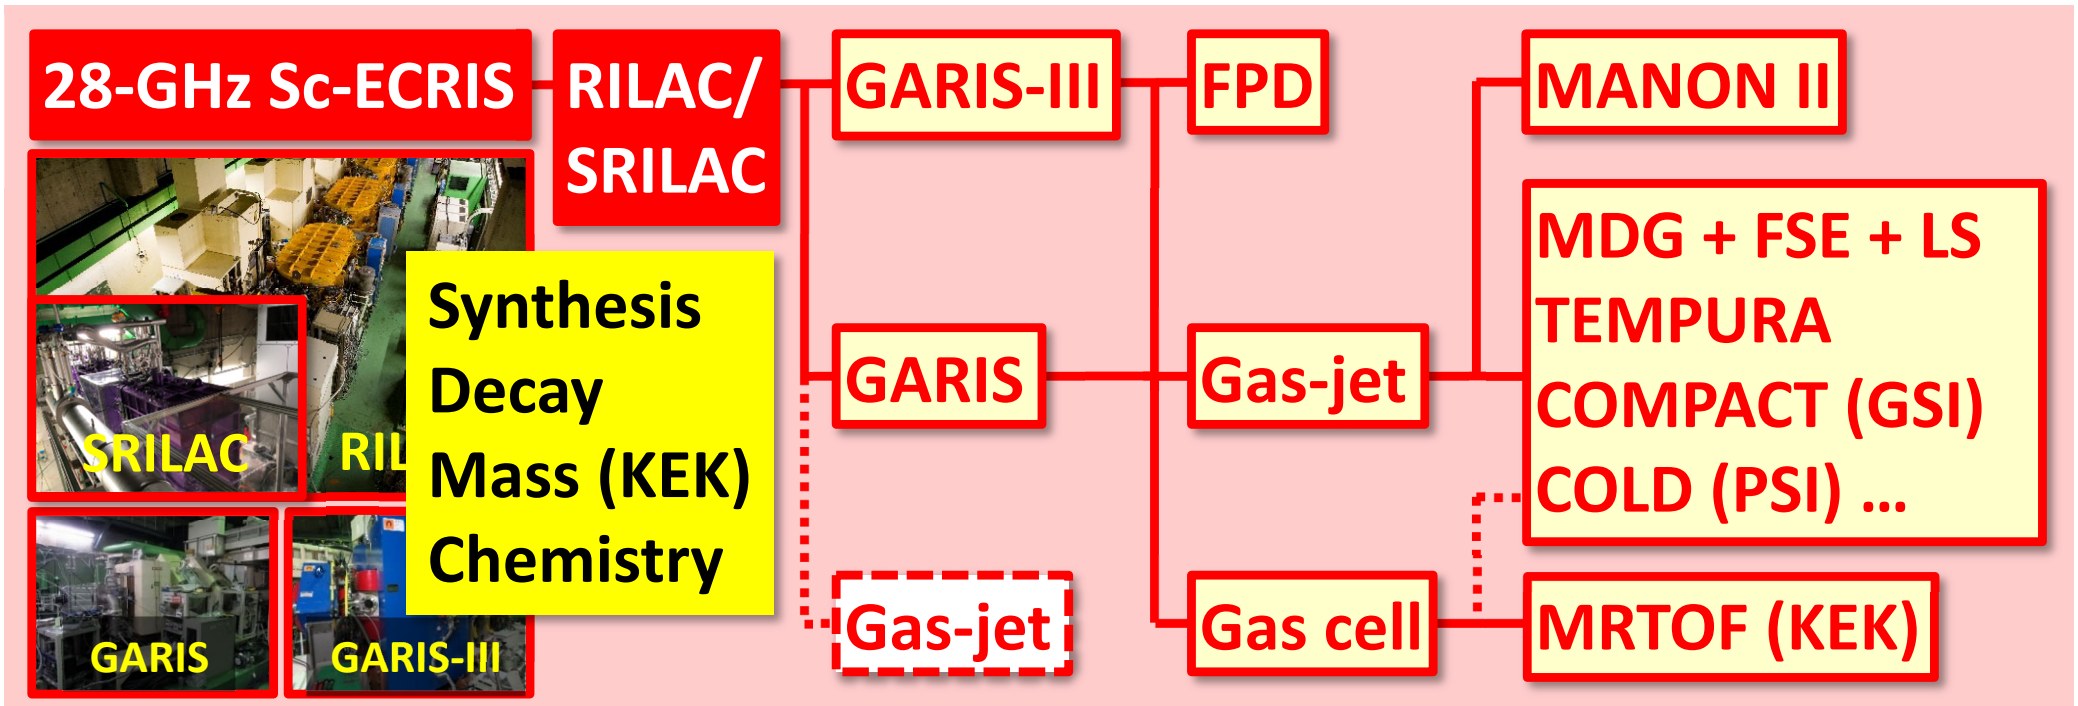 28-GHz Sc-ECRIS
RILAC/
SRILAC
GARIS-III
FPD
MANON II
MDG + FSE + LS
TEMPURA
COMPACT (GSI)
COLD (PSI) ...
GARIS
Gas-jet
Gas-jet
Gas cell
MRTOF (KEK)
Synthesis
Decay
Mass (KEK)
Chemistry
SRILAC
RIL
GARIS
GARIS-III